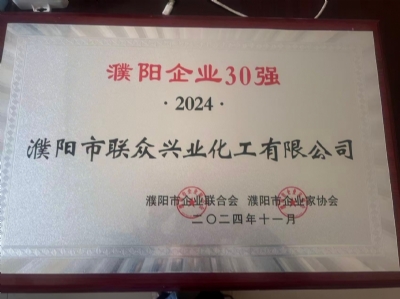 濮阳企业30强
·2024·
濮阳市联众兴业化工有限公司
濮阳市企业联合会 濮阳市企业家协会
二〇二四年十一月